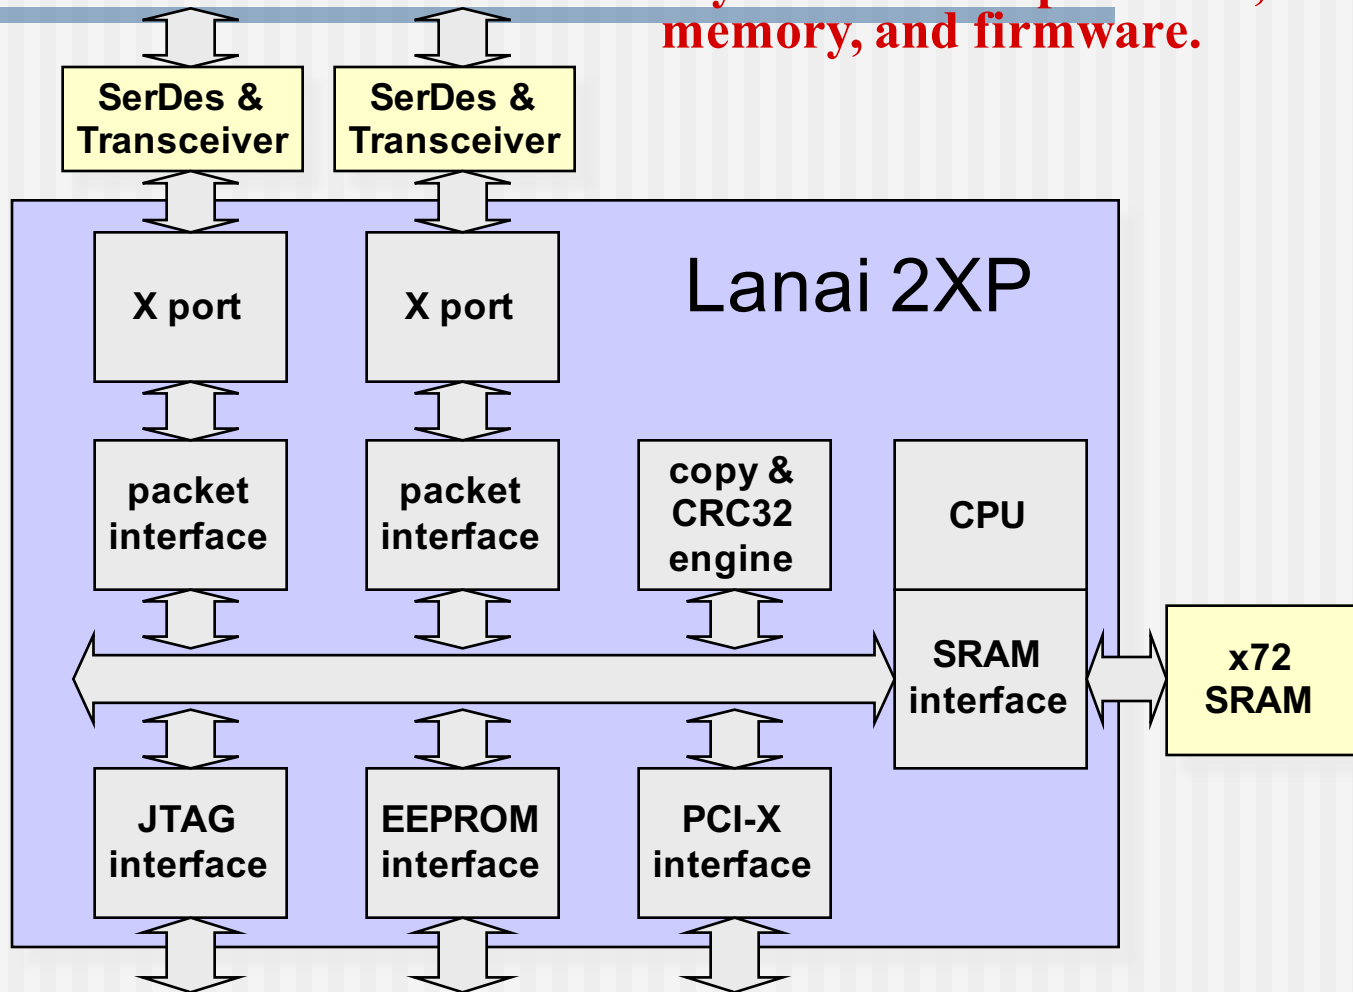 memory, and firmware.
SerDes &
Transceiver
SerDes &
Transceiver
X port
X port
Lanai 2XP
packet
interface
packet
interface
copy &
CRC32
engine
CPU
SRAM
interface
x72
SRAM
JTAG
interface
EEPROM
interface
PCI-X
interface